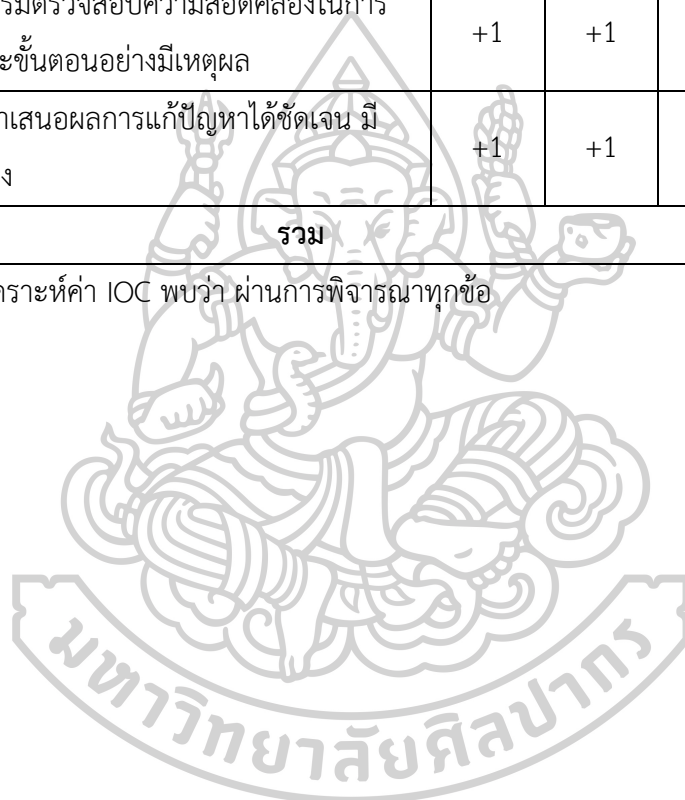 รมตรวจสอบความสอดคล้องในการ
ะขั้นตอนอย่างมีเหตุผล
+1 +1
าเสนอผลการแก้ปัญหาได้ชัดเจน มี
ง
+1 +1
รวม
คราะห์ค่า IOC พบว่า ผ่านการพิจารณาทุกข้อ
มหาวิทยาลัยศิลปากร